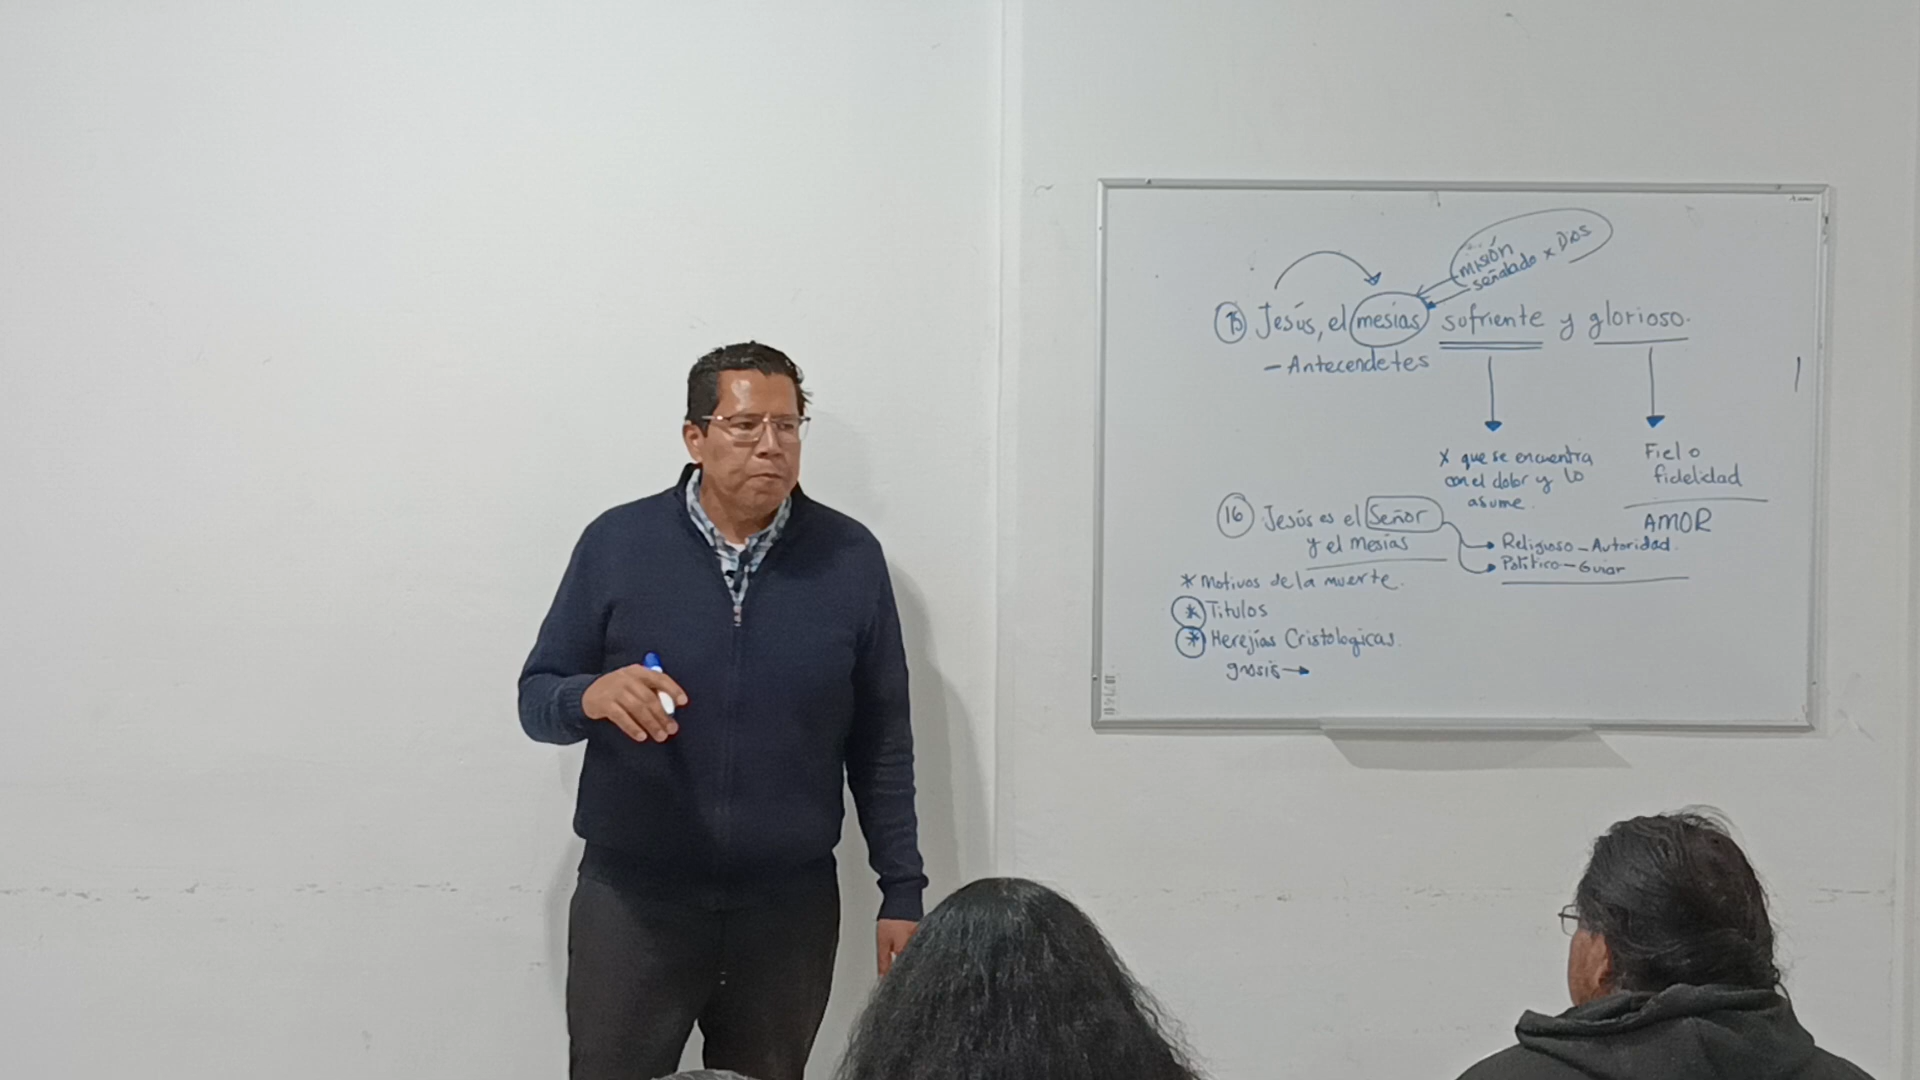 misión
señalado x Dios
15 Jesús, el mesías sufriente y glorioso.
- Antecendetes
x que se encuentra
con el dolor y lo
asume.
Fiel o
fidelidad
AMOR
16 Jesús es el Señor
y el Mesías
Religioso - Autoridad.
Político - Guiar
* Motivos de la muerte.
* Titulos
* Herejías Cristologicas.
gnosis →